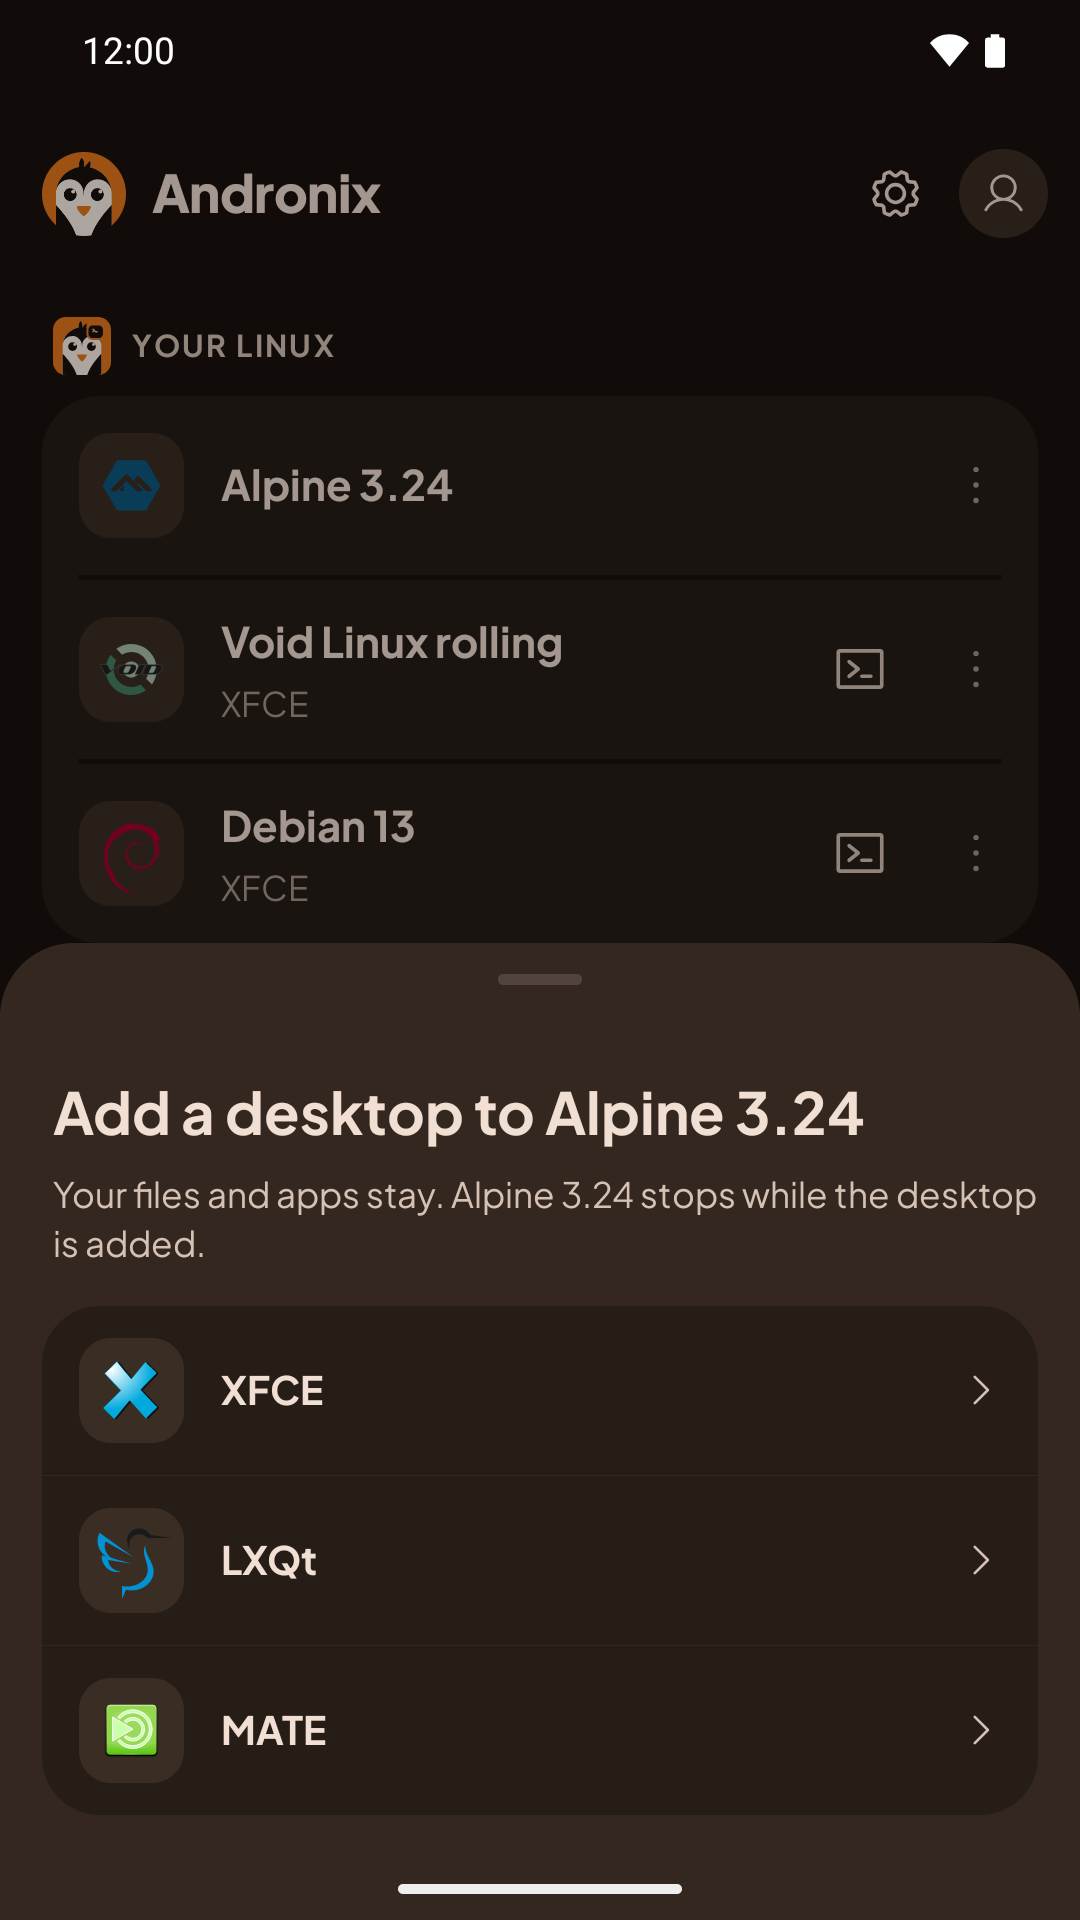 12:00
Andronix
YOUR LINUX
Alpine 3.24
Void Linux rolling
XFCE
Debian 13
XFCE
Add a desktop to Alpine 3.24
Your files and apps stay. Alpine 3.24 stops while the desktop
is added.
XFCE
LXQt
MATE